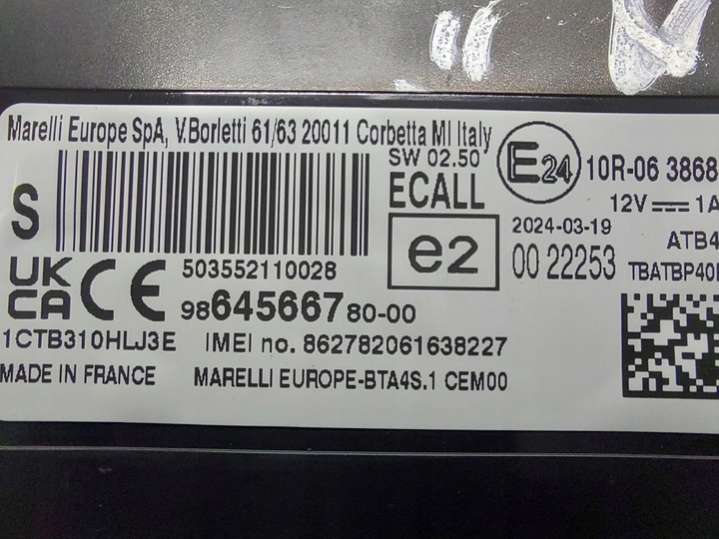 Marelli Europe SpA, V.Borletti 61/63 20011 Corbetta MI Italy
SW 02.50
E24
10R-06 3868
ECALL
12V 1A
S
2024-03-19
ATB4
e2
00 22253
TBATBP40
503552110028
UK
CA
CE
98645667 80-00
1CTB310HLJ3E
IMEI no. 862782061638227
MADE IN FRANCE
MARELLI EUROPE-BTA4S.1 CEM00